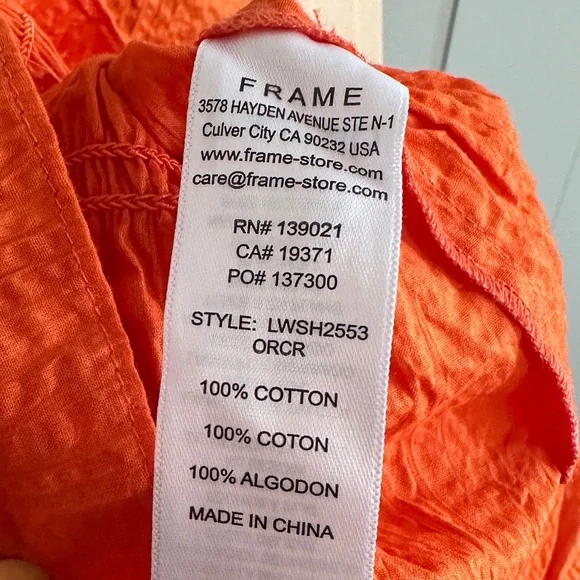 FRAME
3578 HAYDEN AVENUE STE N-1
Culver City CA 90232 USA
www.frame-store.com
care@frame-store.com
RN# 139021
CA# 19371
PO# 137300
STYLE: LWSH2553
ORCR
100% COTTON
100% COTON
100% ALGODON
MADE IN CHINA